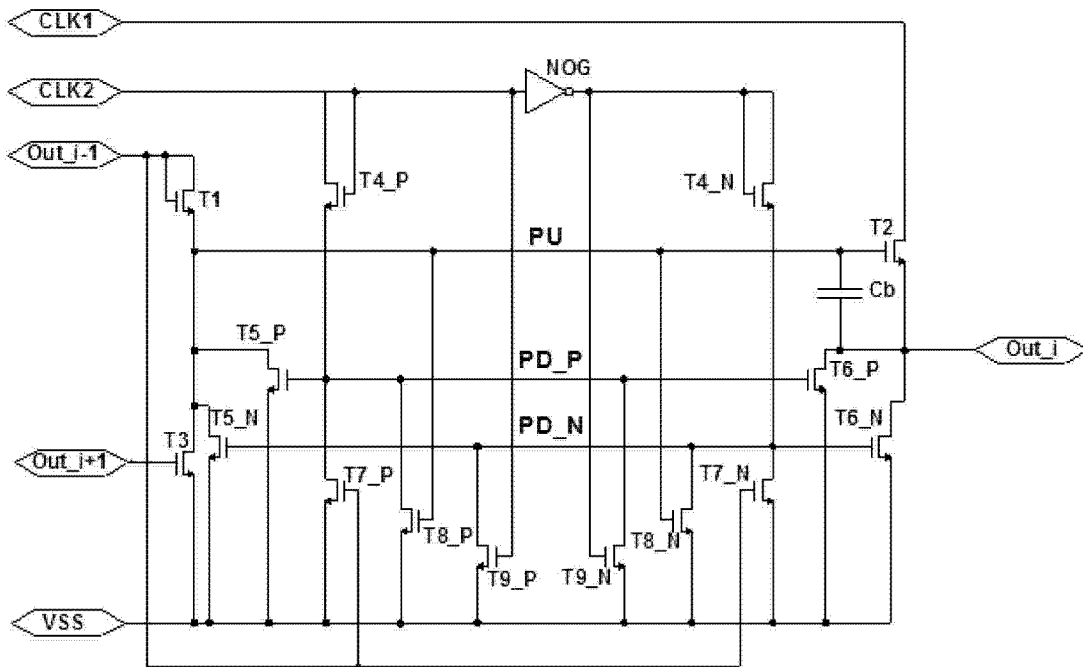 CLK1
CLK2
NOG
Out_i-1
T1
T4_P
T4_N
T2
PU
Cb
T5_P
PD_P
T6_P
Out_i
T5_N
PD_N
T6_N
T3
Out_i+1
T7_P
T7_N
T8_P
T8_N
T9_P
T9_N
VSS